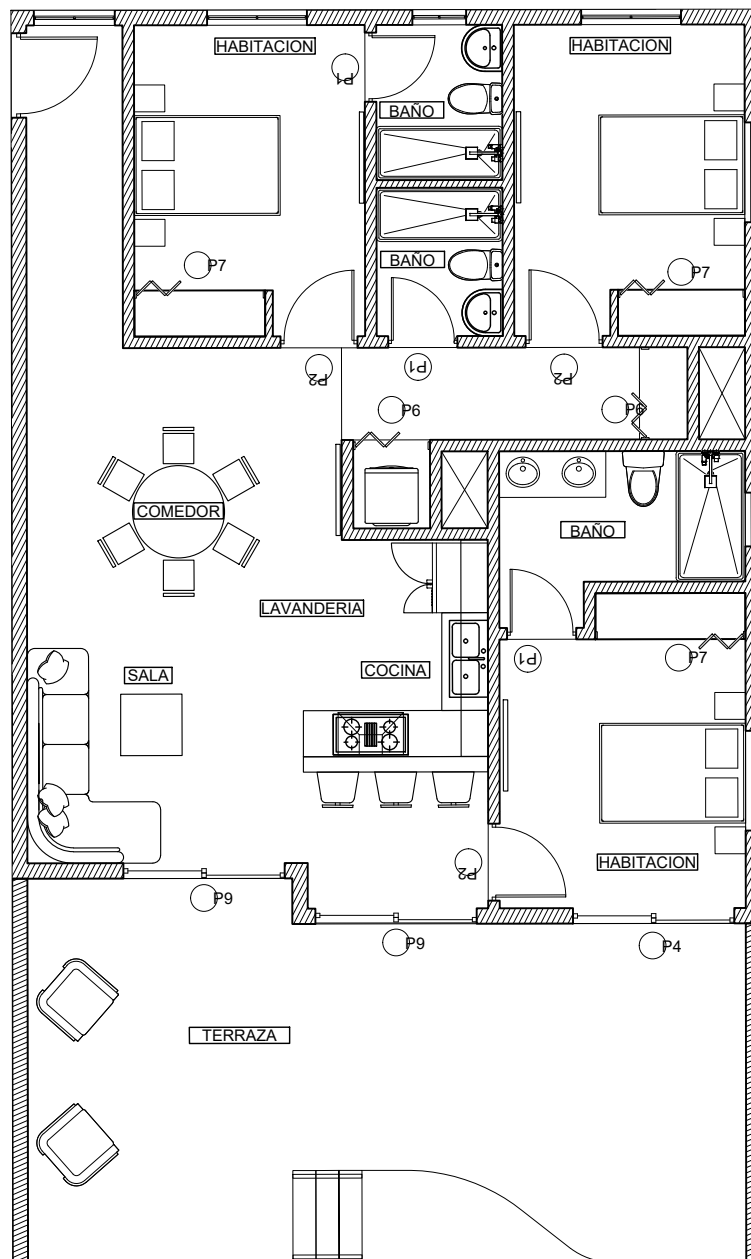 HABITACION
HABITACION
P1
BAÑO
BAÑO
P7
P7
P2
P1
P2
P6
P6
COMEDOR
BAÑO
LAVANDERIA
COCINA
SALA
P1
P7
P2
HABITACION
P9
P9
P4
TERRAZA